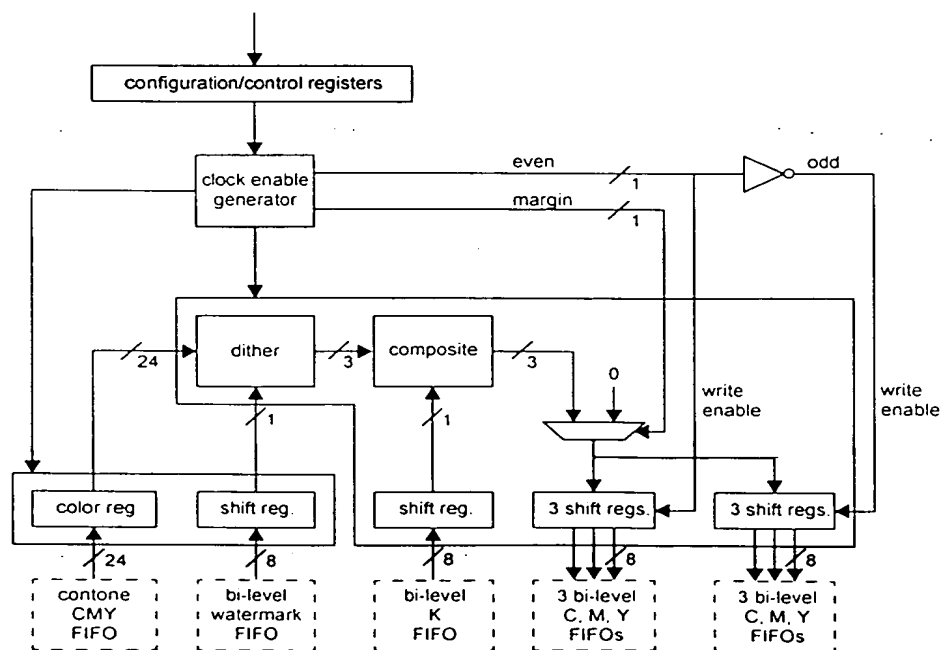 configuration/control registers
clock enable
generator
even
1
odd
margin
1
24
dither
3
composite
3
0
1
1
write
enable
write
enable
color reg
shift reg.
shift reg.
3 shift regs.
3 shift regs.
24
8
8
8
8
contone
CMY
FIFO
bi-level
watermark
FIFO
bi-level
K
FIFO
3 bi-level
C, M, Y
FIFOs
3 bi-level
C, M, Y
FIFOs